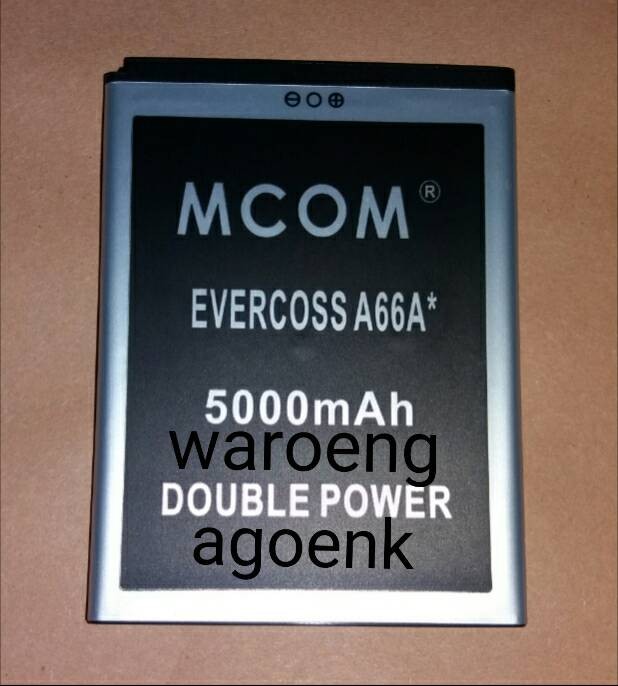 ⊖○⊕
MCOM®
EVERCOSS A66A*
5000mAh
waroeng
DOUBLE POWER
agoenk